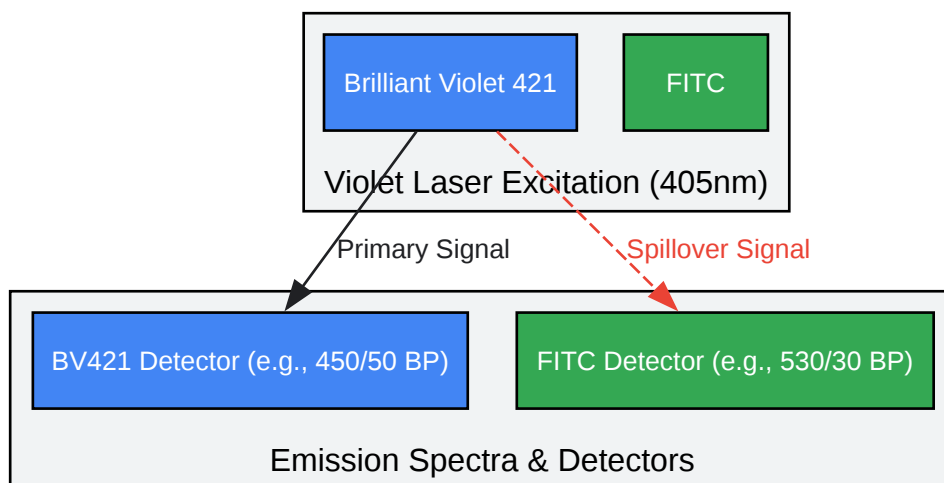 Brilliant Violet 421
FITC
Violet Laser Excitation (405nm)
Primary Signal
Spillover Signal
BV421 Detector (e.g., 450/50 BP)
FITC Detector (e.g., 530/30 BP)
Emission Spectra & Detectors